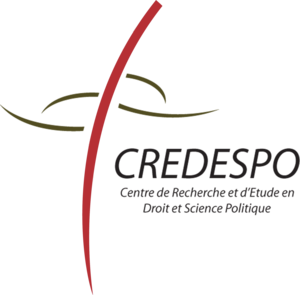 CREDESPO
Centre de Recherche et d'Etude en
Droit et Science Politique